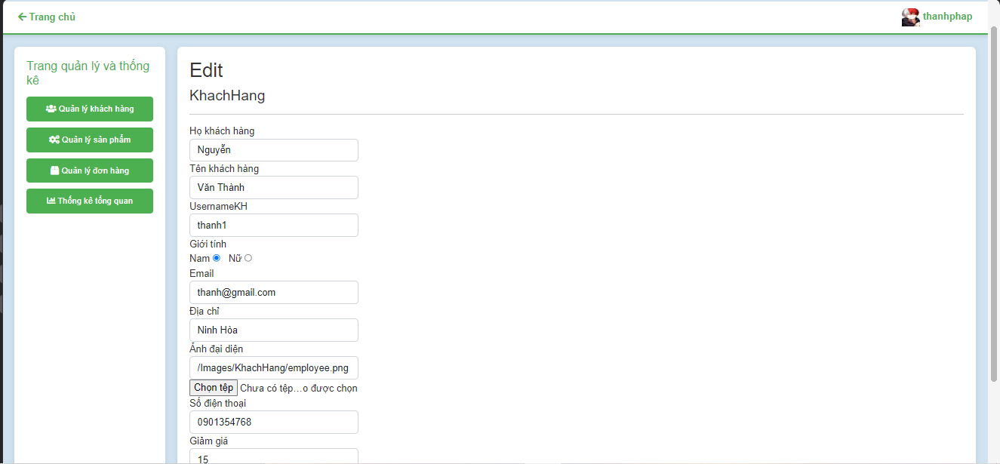 Trang chủ
thanhphap
Trang quản lý và thống
kê
Quản lý khách hàng
Quản lý sản phẩm
Quản lý đơn hàng
Thống kê tổng quan
Edit
KhachHang
Họ khách hàng
Nguyễn
Tên khách hàng
Văn Thành
UsernameKH
thanh1
Giới tính
Nam Nữ
Email
thanh@gmail.com
Địa chỉ
Ninh Hòa
Ảnh đại diện
/Images/KhachHang/employee.png
Chọn tệp Chưa có tệp...o được chọn
Số điện thoại
0901354768
Giảm giá
15